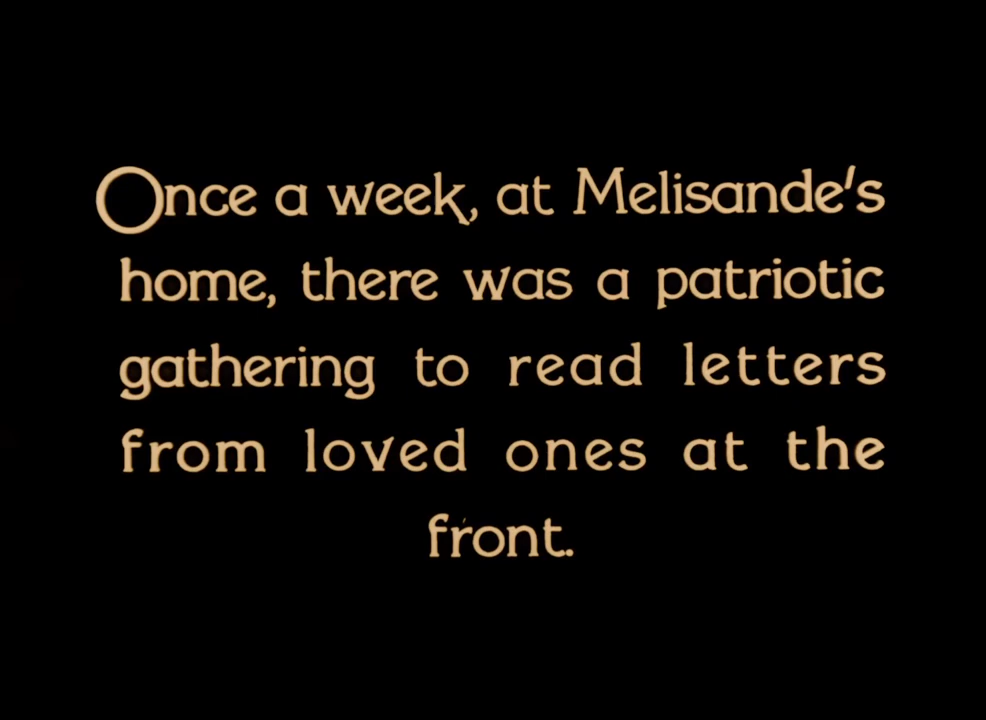 Once a week, at Melisande's
home, there was a patriotic
gathering to read letters
from loved ones at the
front.